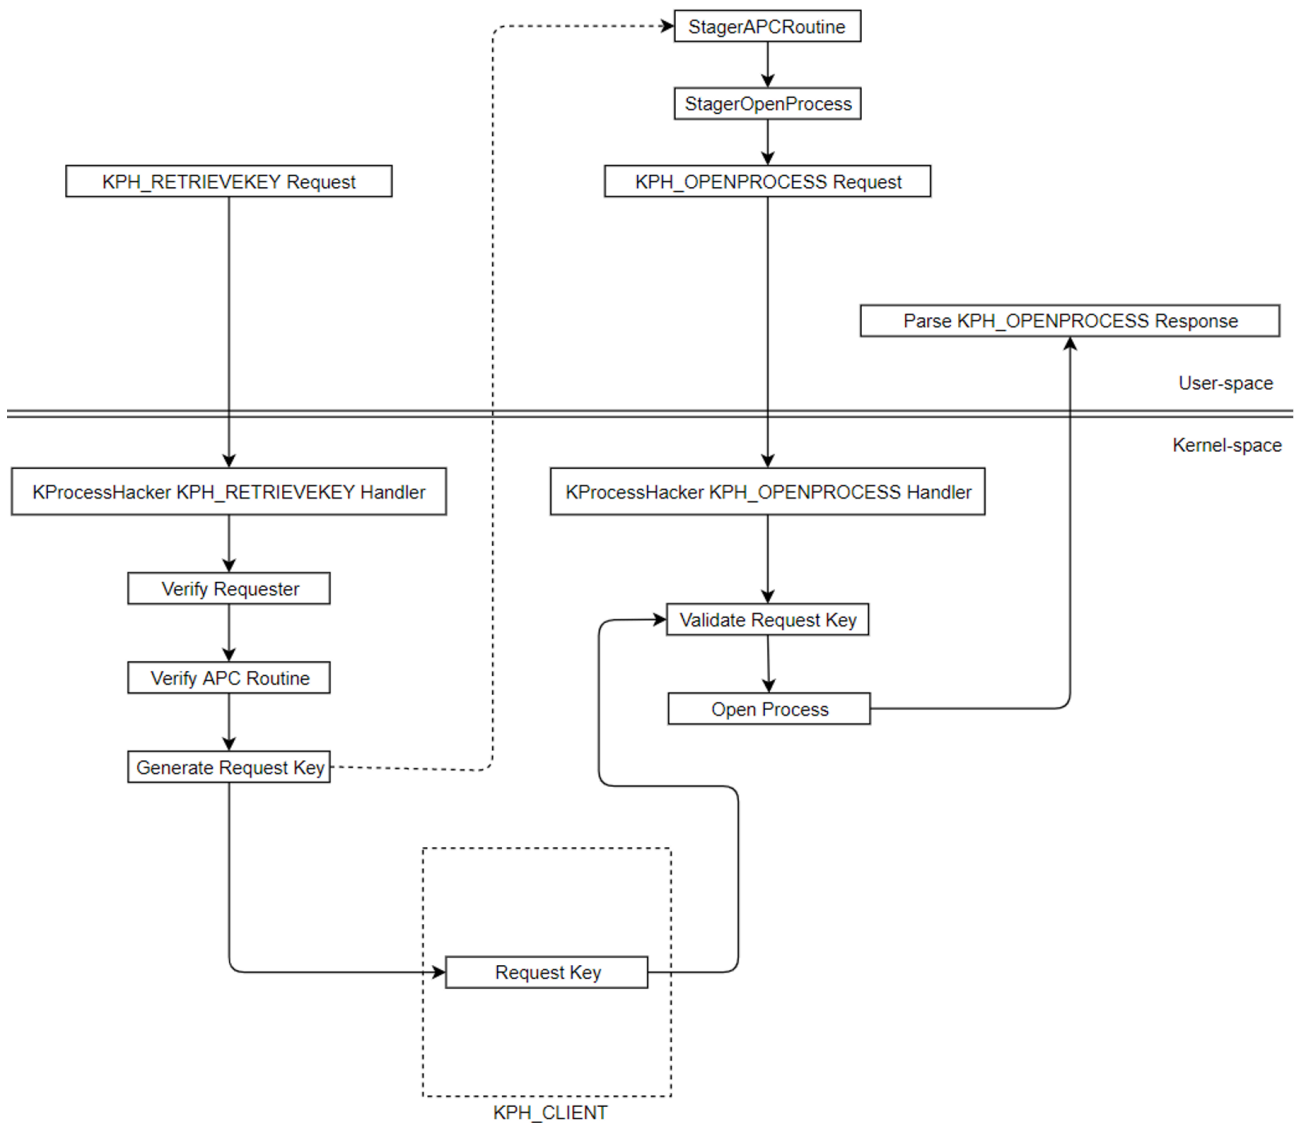 StagerAPCRoutine
StagerOpenProcess
KPH_RETRIEVEKEY Request
KPH_OPENPROCESS Request
Parse KPH_OPENPROCESS Response
User-space
Kernel-space
KProcessHacker KPH_RETRIEVEKEY Handler
KProcessHacker KPH_OPENPROCESS Handler
Verify Requester
Validate Request Key
Verify APC Routine
Open Process
Generate Request Key
Request Key
KPH_CLIENT